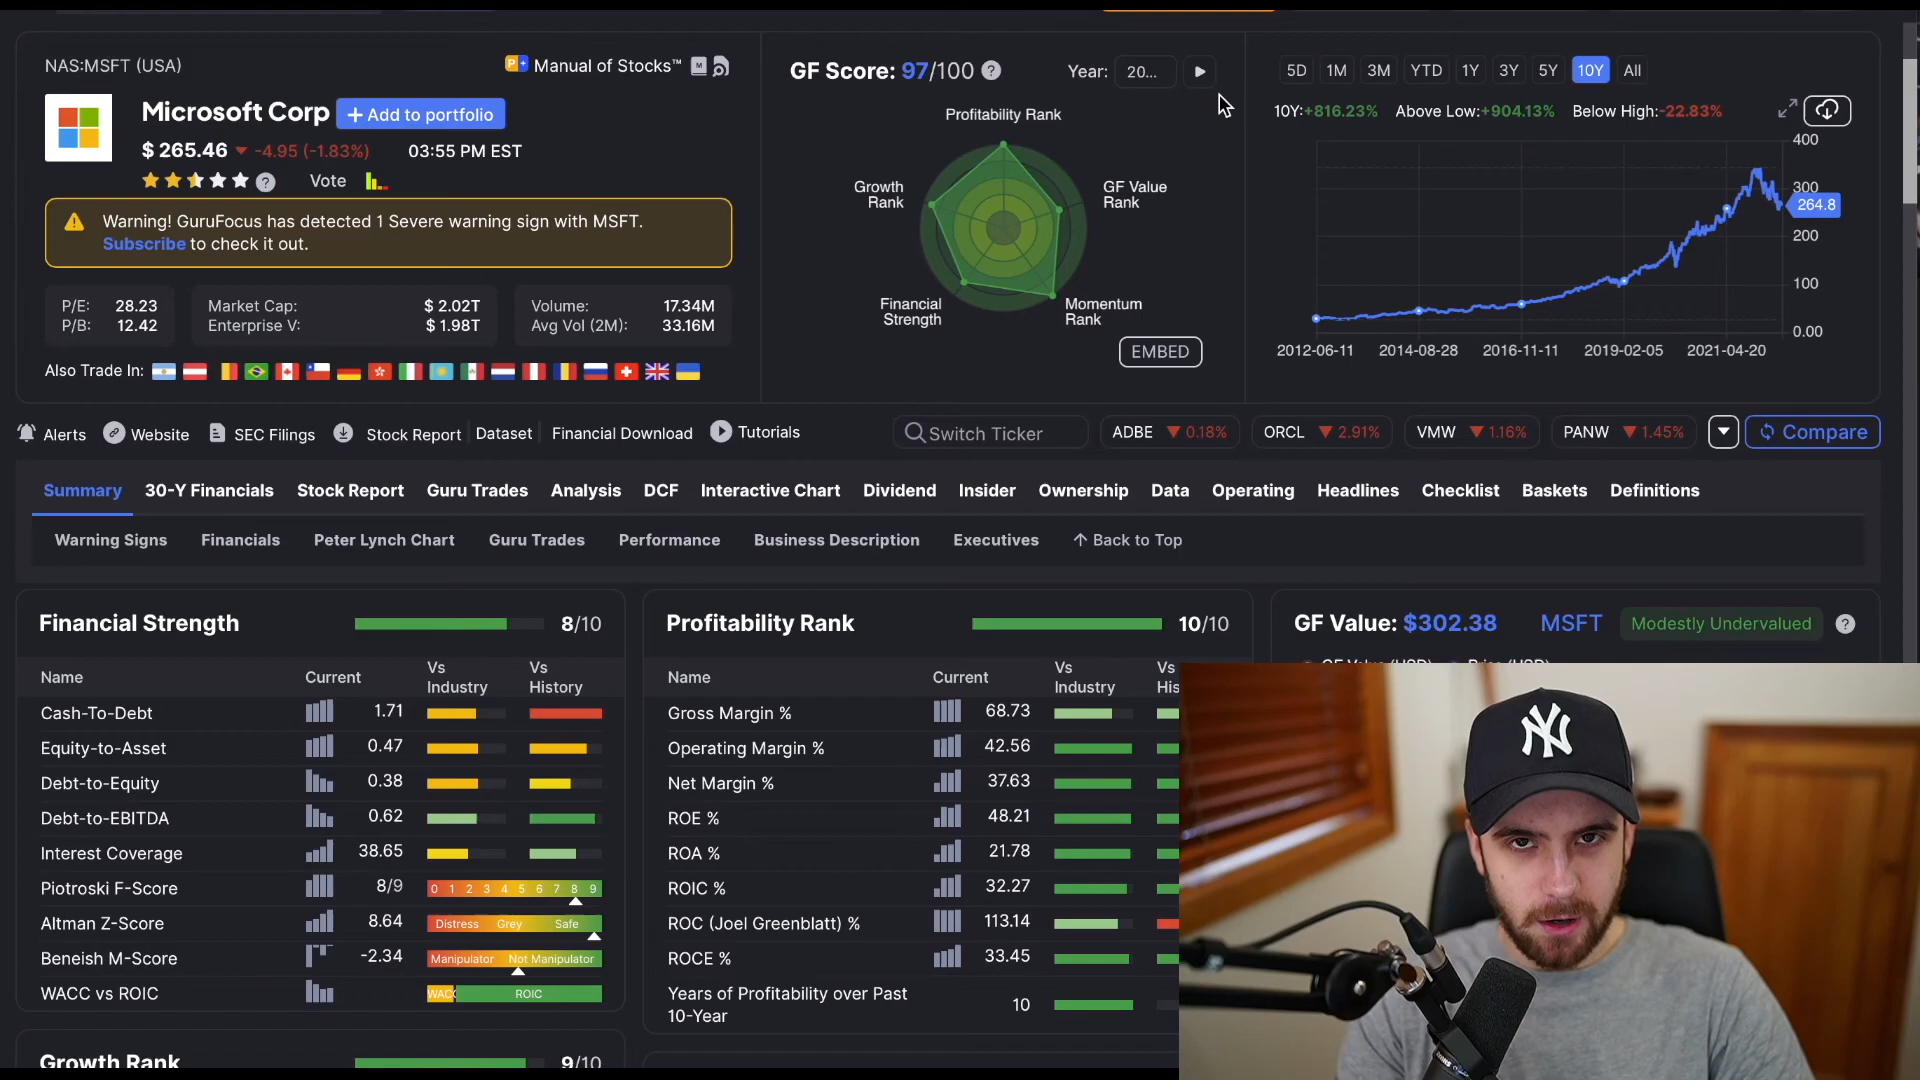 NAS:MSFT (USA)
Manual of Stocks™
Microsoft Corp
+ Add to portfolio
$ 265.46 -4.95 (-1.83%) 03:55 PM EST
Vote
Warning! GuruFocus has detected 1 Severe warning sign with MSFT.
Subscribe to check it out.
P/E: 28.23
P/B: 12.42
Market Cap: $ 2.02T
Enterprise V: $ 1.98T
Volume: 17.34M
Avg Vol (2M): 33.16M
Also Trade In:
GF Score: 97/100
Year: 20...
Profitability Rank
Growth
Rank
GF Value
Rank
Financial
Strength
Momentum
Rank
EMBED
5D 1M 3M YTD 1Y 3Y 5Y 10Y All
10Y:+816.23% Above Low:+904.13% Below High:-22.83%
400
300
264.8
200
100
0.00
2012-06-11 2014-08-28 2016-11-11 2019-02-05 2021-04-20
Alerts Website SEC Filings Stock Report Dataset Financial Download Tutorials
Switch Ticker ADBE 0.18% ORCL 2.91% VMW 1.16% PANW 1.45% Compare
Summary 30-Y Financials Stock Report Guru Trades Analysis DCF Interactive Chart Dividend Insider Ownership Data Operating Headlines Checklist Baskets Definitions
Warning Signs Financials Peter Lynch Chart Guru Trades Performance Business Description Executives ↑ Back to Top
Financial Strength 8/10
Name Current Vs Industry Vs History
Cash-To-Debt 1.71
Equity-to-Asset 0.47
Debt-to-Equity 0.38
Debt-to-EBITDA 0.62
Interest Coverage 38.65
Piotroski F-Score 8/9 0 1 2 3 4 5 6 7 8 9
Altman Z-Score 8.64 Distress Grey Safe
Beneish M-Score -2.34 Manipulator Not Manipulator
WACC vs ROIC WACC ROIC
Growth Rank 9/10
Profitability Rank 10/10
Name Current Vs Industry Vs His
Gross Margin % 68.73
Operating Margin % 42.56
Net Margin % 37.63
ROE % 48.21
ROA % 21.78
ROIC % 32.27
ROC (Joel Greenblatt) % 113.14
ROCE % 33.45
Years of Profitability over Past
10-Year 10
GF Value: $302.38 MSFT Modestly Undervalued
GF Value (USD) Price (USD)
NY